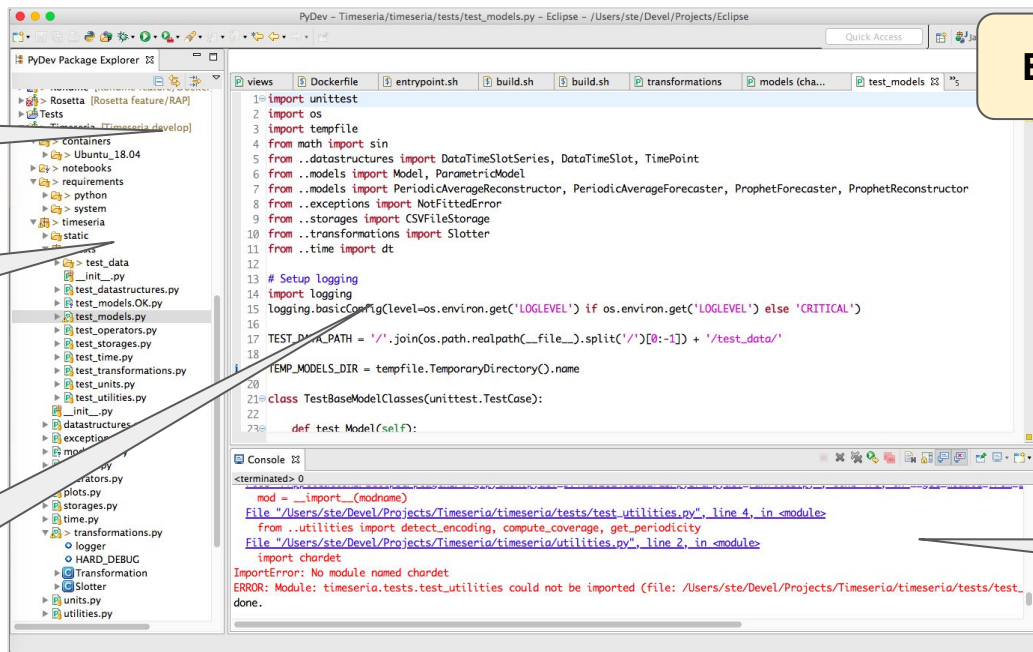 PyDev - Timeseria/timeseria/tests/test_models.py - Eclipse - /Users/ste/Devel/Projects/Eclipse
Quick Access
PyDev Package Explorer
> Rosetta [Rosetta feature/RAP]
Tests
Timeseria [Timeseria develop]
> containers
> Ubuntu_18.04
> notebooks
> requirements
> python
> system
> timeseria
static
> test_data
__init__.py
test_datastructures.py
test_models.OK.py
test_models.py
test_operators.py
test_storages.py
test_time.py
test_transformations.py
test_units.py
test_utilities.py
__init__.py
plots.py
storages.py
time.py
> transformations.py
logger
HARD_DEBUG
Transformation
Slotter
units.py
utilities.py
views
Dockerfile
entrypoint.sh
build.sh
build.sh
transformations
models (cha...
test_models
5
1 import unittest
2 import os
3 import tempfile
4 from math import sin
5 from ..datastructures import DataTimeSlotSeries, DataTimeSlot, TimePoint
6 from ..models import Model, ParametricModel
7 from ..models import PeriodicAverageReconstructor, PeriodicAverageForecaster, ProphetForecaster, ProphetReconstructor
8 from ..exceptions import NotFittedError
9 from ..storages import CSVFileStorage
10 from ..transformations import Slotter
11 from ..time import dt
12
13 # Setup logging
14 import logging
15 logging.basicConfig(level=os.environ.get('LOGLEVEL') if os.environ.get('LOGLEVEL') else 'CRITICAL')
16
17 TEST_DATA_PATH = '/'.join(os.path.realpath(__file__).split('/')[0:-1]) + '/test_data/'
18
TEMP_MODELS_DIR = tempfile.TemporaryDirectory().name
20
21 class TestBaseModelClasses(unittest.TestCase):
22
23 def test_Model(self):
Console
<terminated> 0
mod = __import__(modname)
File "/Users/ste/Devel/Projects/Timeseria/timeseria/tests/test_utilities.py", line 4, in <module>
from ..utilities import detect_encoding, compute_coverage, get_periodicity
File "/Users/ste/Devel/Projects/Timeseria/timeseria/utilities.py", line 2, in <module>
import chardet
ImportError: No module named chardet
ERROR: Module: timeseria.tests.test_utilities could not be imported (file: /Users/ste/Devel/Projects/Timeseria/timeseria/tests/test_
done.